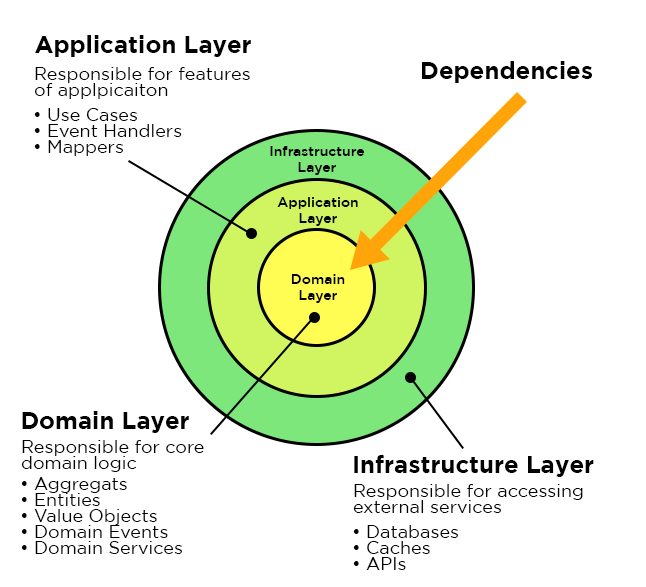 Application Layer
Responsible for features
of applpicaiton
• Use Cases
• Event Handlers
• Mappers
Dependencies
Infrastructure
Layer
Application
Layer
Domain
Layer
Domain Layer
Responsible for core
domain logic
• Aggregats
• Entities
• Value Objects
• Domain Events
• Domain Services
Infrastructure Layer
Responsible for accessing
external services
• Databases
• Caches
• APIs